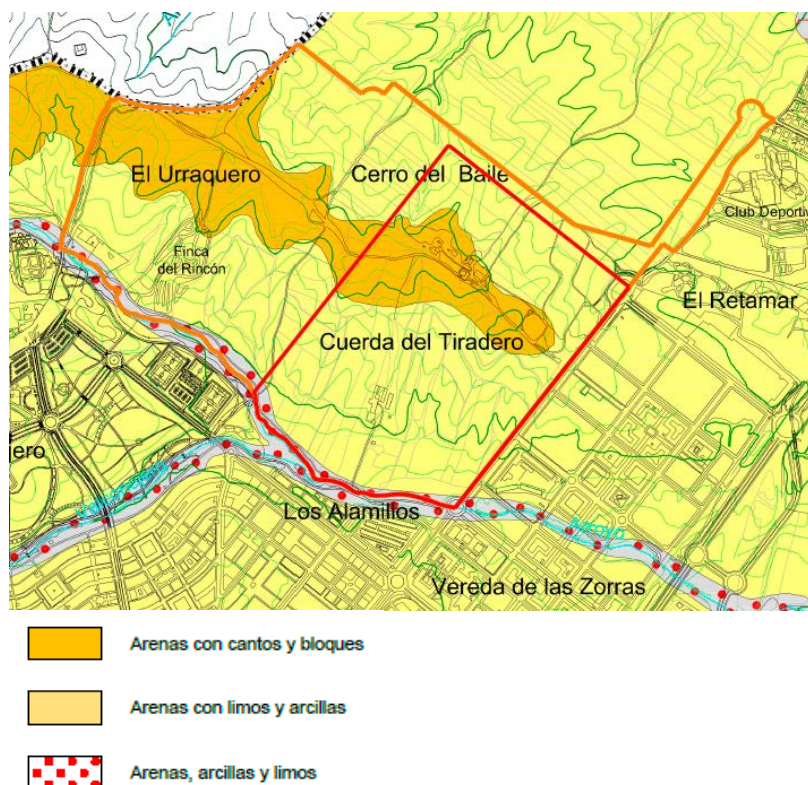 El Urraquero
Cerro del Baile
Club Deportiv
Finca
del Rincón
El Retamar
Cuerda del Tiradero
jero
Los Alamillos
Arroyo
Vereda de las Zorras
Arenas con cantos y bloques
Arenas con limos y arcillas
Arenas, arcillas y limos